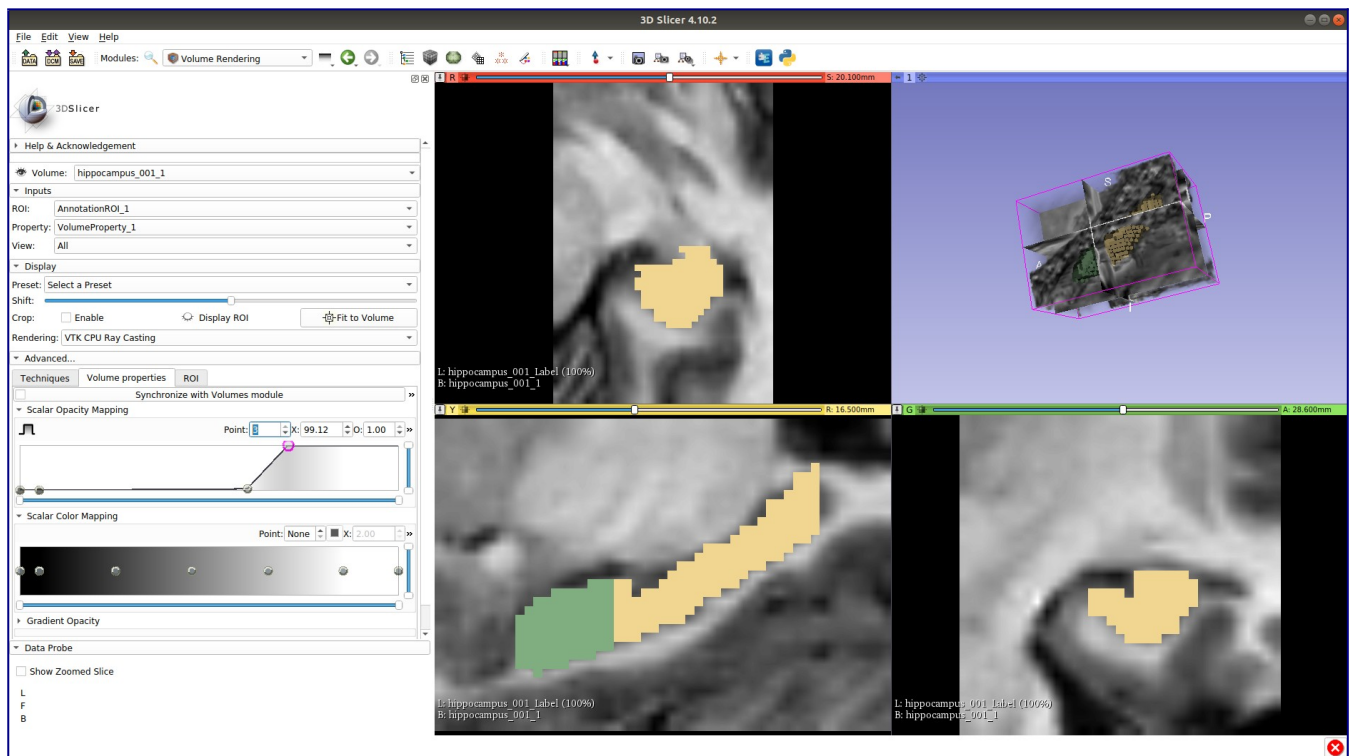 3D Slicer 4.10.2
File Edit View Help
DATA DCM SAVE Modules: Volume Rendering
3DSlicer
Help & Acknowledgement
Volume: hippocampus_001_1
Inputs
ROI: AnnotationROI_1
Property: VolumeProperty_1
View: All
Display
Preset: Select a Preset
Shift:
Crop: Enable Display ROI Fit to Volume
Rendering: VTK CPU Ray Casting
Advanced...
Techniques Volume properties ROI
Synchronize with Volumes module »
Scalar Opacity Mapping
Point: 3 X: 99.12 O: 1.00 »
Scalar Color Mapping
Point: None X: 2.00 »
Gradient Opacity
Data Probe
Show Zoomed Slice
L
F
B
R S: 20.100mm
L: hippocampus_001_Label (100%)
B: hippocampus_001_1
1
S
P
A
I
Y R: 16.500mm
L: hippocampus_001_Label (100%)
B: hippocampus_001_1
G A: 28.600mm
L: hippocampus_001_Label (100%)
B: hippocampus_001_1